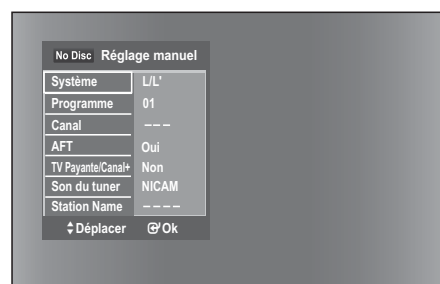 No Disc Réglage manuel
Système L/L'
Programme 01
Canal – – –
AFT Oui
TV Payante/Canal+ Non
Son du tuner NICAM
Station Name – – – –
Déplacer Ok